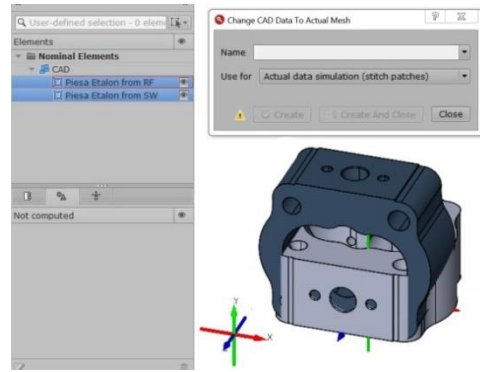 User-defined selection - 0 eleme
Elements
Nominal Elements
CAD
Piesa Etalon from RF
Piesa Etalon from SW
Not computed
Change CAD Data To Actual Mesh
Name
Use for Actual data simulation (stitch patches)
Create Create And Close Close
Y
X